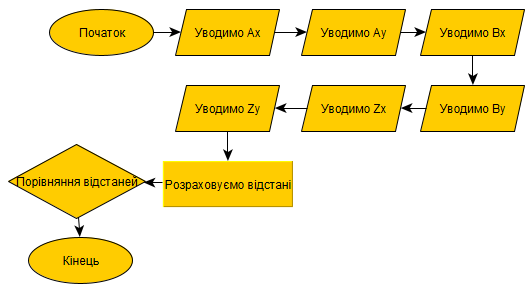 Початок
Уводимо Ax
Уводимо Ay
Уводимо Bx
Уводимо By
Уводимо Zx
Уводимо Zy
Розраховуємо відстані
Порівняння відстаней
Кінець